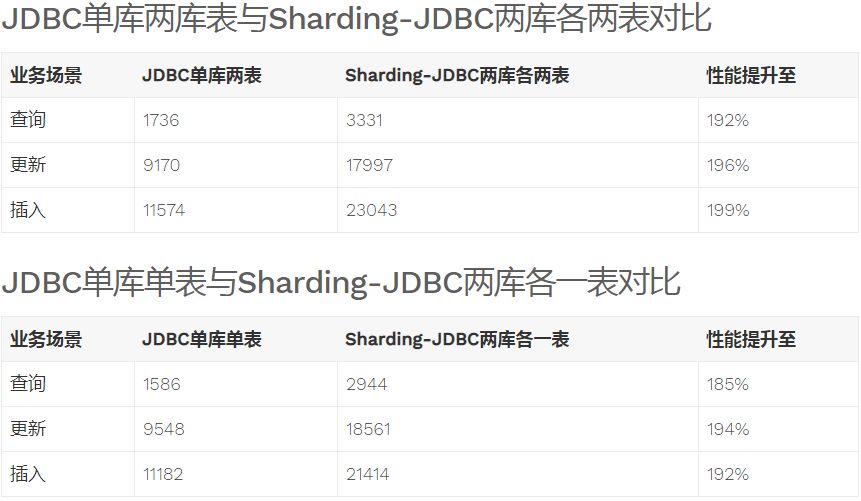 JDBC单库两库表与Sharding-JDBC两库各两表对比
业务场景 JDBC单库两表 Sharding-JDBC两库各两表 性能提升至
查询 1736 3331 192%
更新 9170 17997 196%
插入 11574 23043 199%
JDBC单库单表与Sharding-JDBC两库各一表对比
业务场景 JDBC单库单表 Sharding-JDBC两库各一表 性能提升至
查询 1586 2944 185%
更新 9548 18561 194%
插入 11182 21414 192%